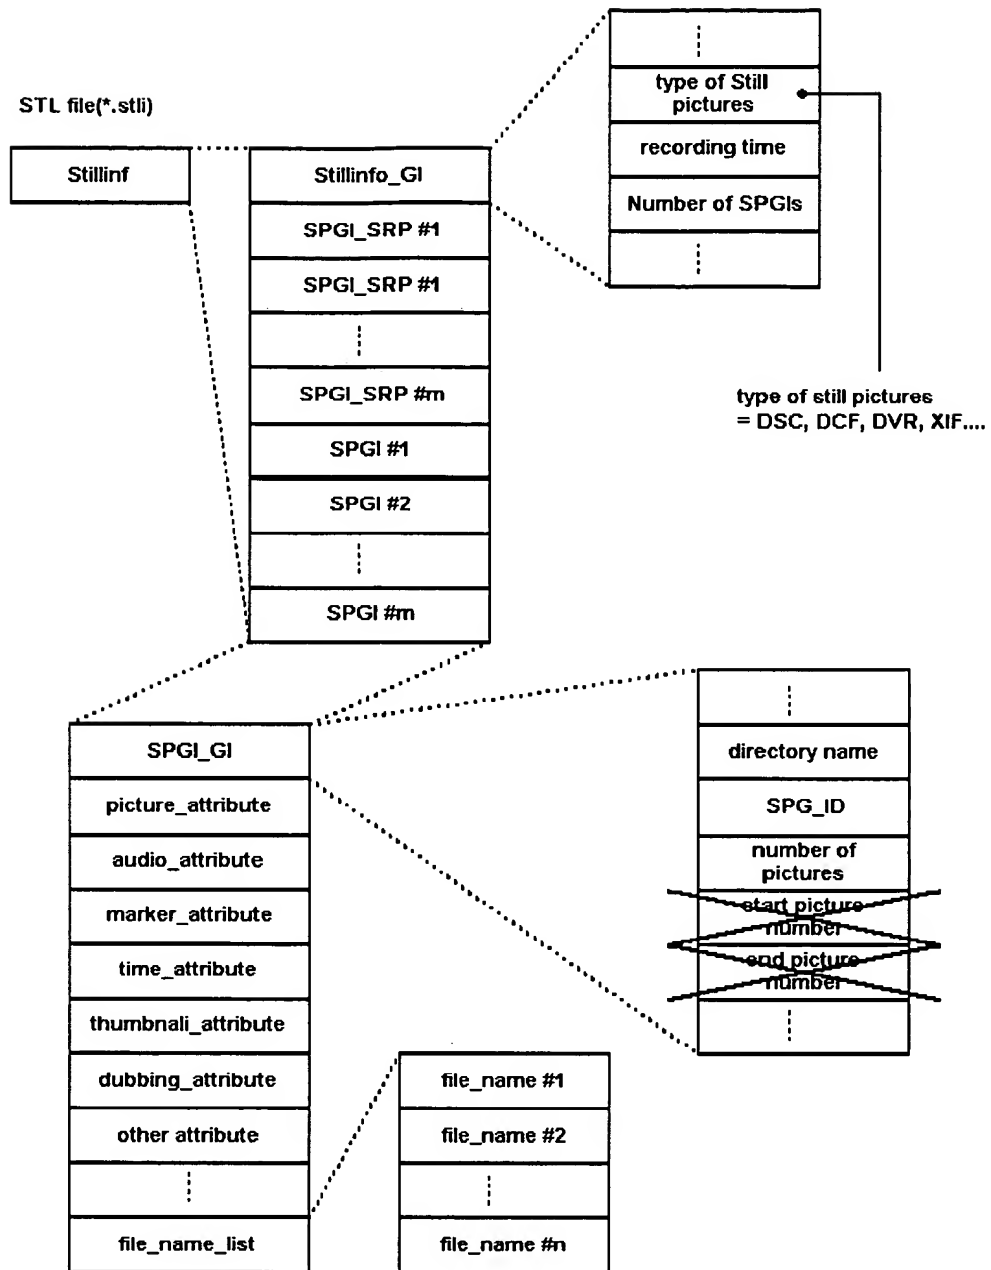 STL file(*.stli)
Stillinf
Stillinfo_GI
SPGI_SRP #1
SPGI_SRP #1
SPGI_SRP #m
SPGI #1
SPGI #2
SPGI #m
type of Still
pictures
recording time
Number of SPGIs
type of still pictures
= DSC, DCF, DVR, XIF....
SPGI_GI
picture_attribute
audio_attribute
marker_attribute
time_attribute
thumbnali_attribute
dubbing_attribute
other attribute
file_name_list
file_name #1
file_name #2
file_name #n
directory name
SPG_ID
number of
pictures
start picture
number
end picture
number